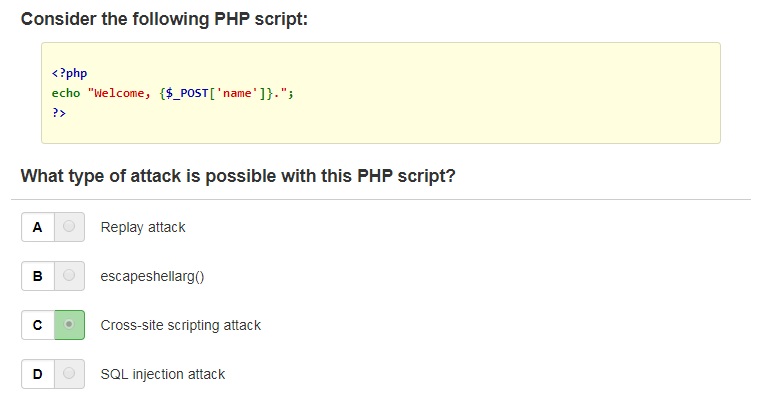 Consider the following PHP script:
<?php
echo "Welcome, {$_POST['name']}.";
?>
What type of attack is possible with this PHP script?
A Replay attack
B escapeshellarg()
C Cross-site scripting attack
D SQL injection attack